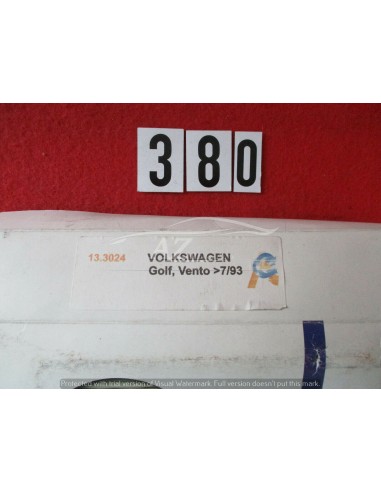 380
AZ
13.3024 VOLKSWAGEN
Golf, Vento >7/93
Protected with trial version of Visual Watermark. Full version doesn't put this mark.